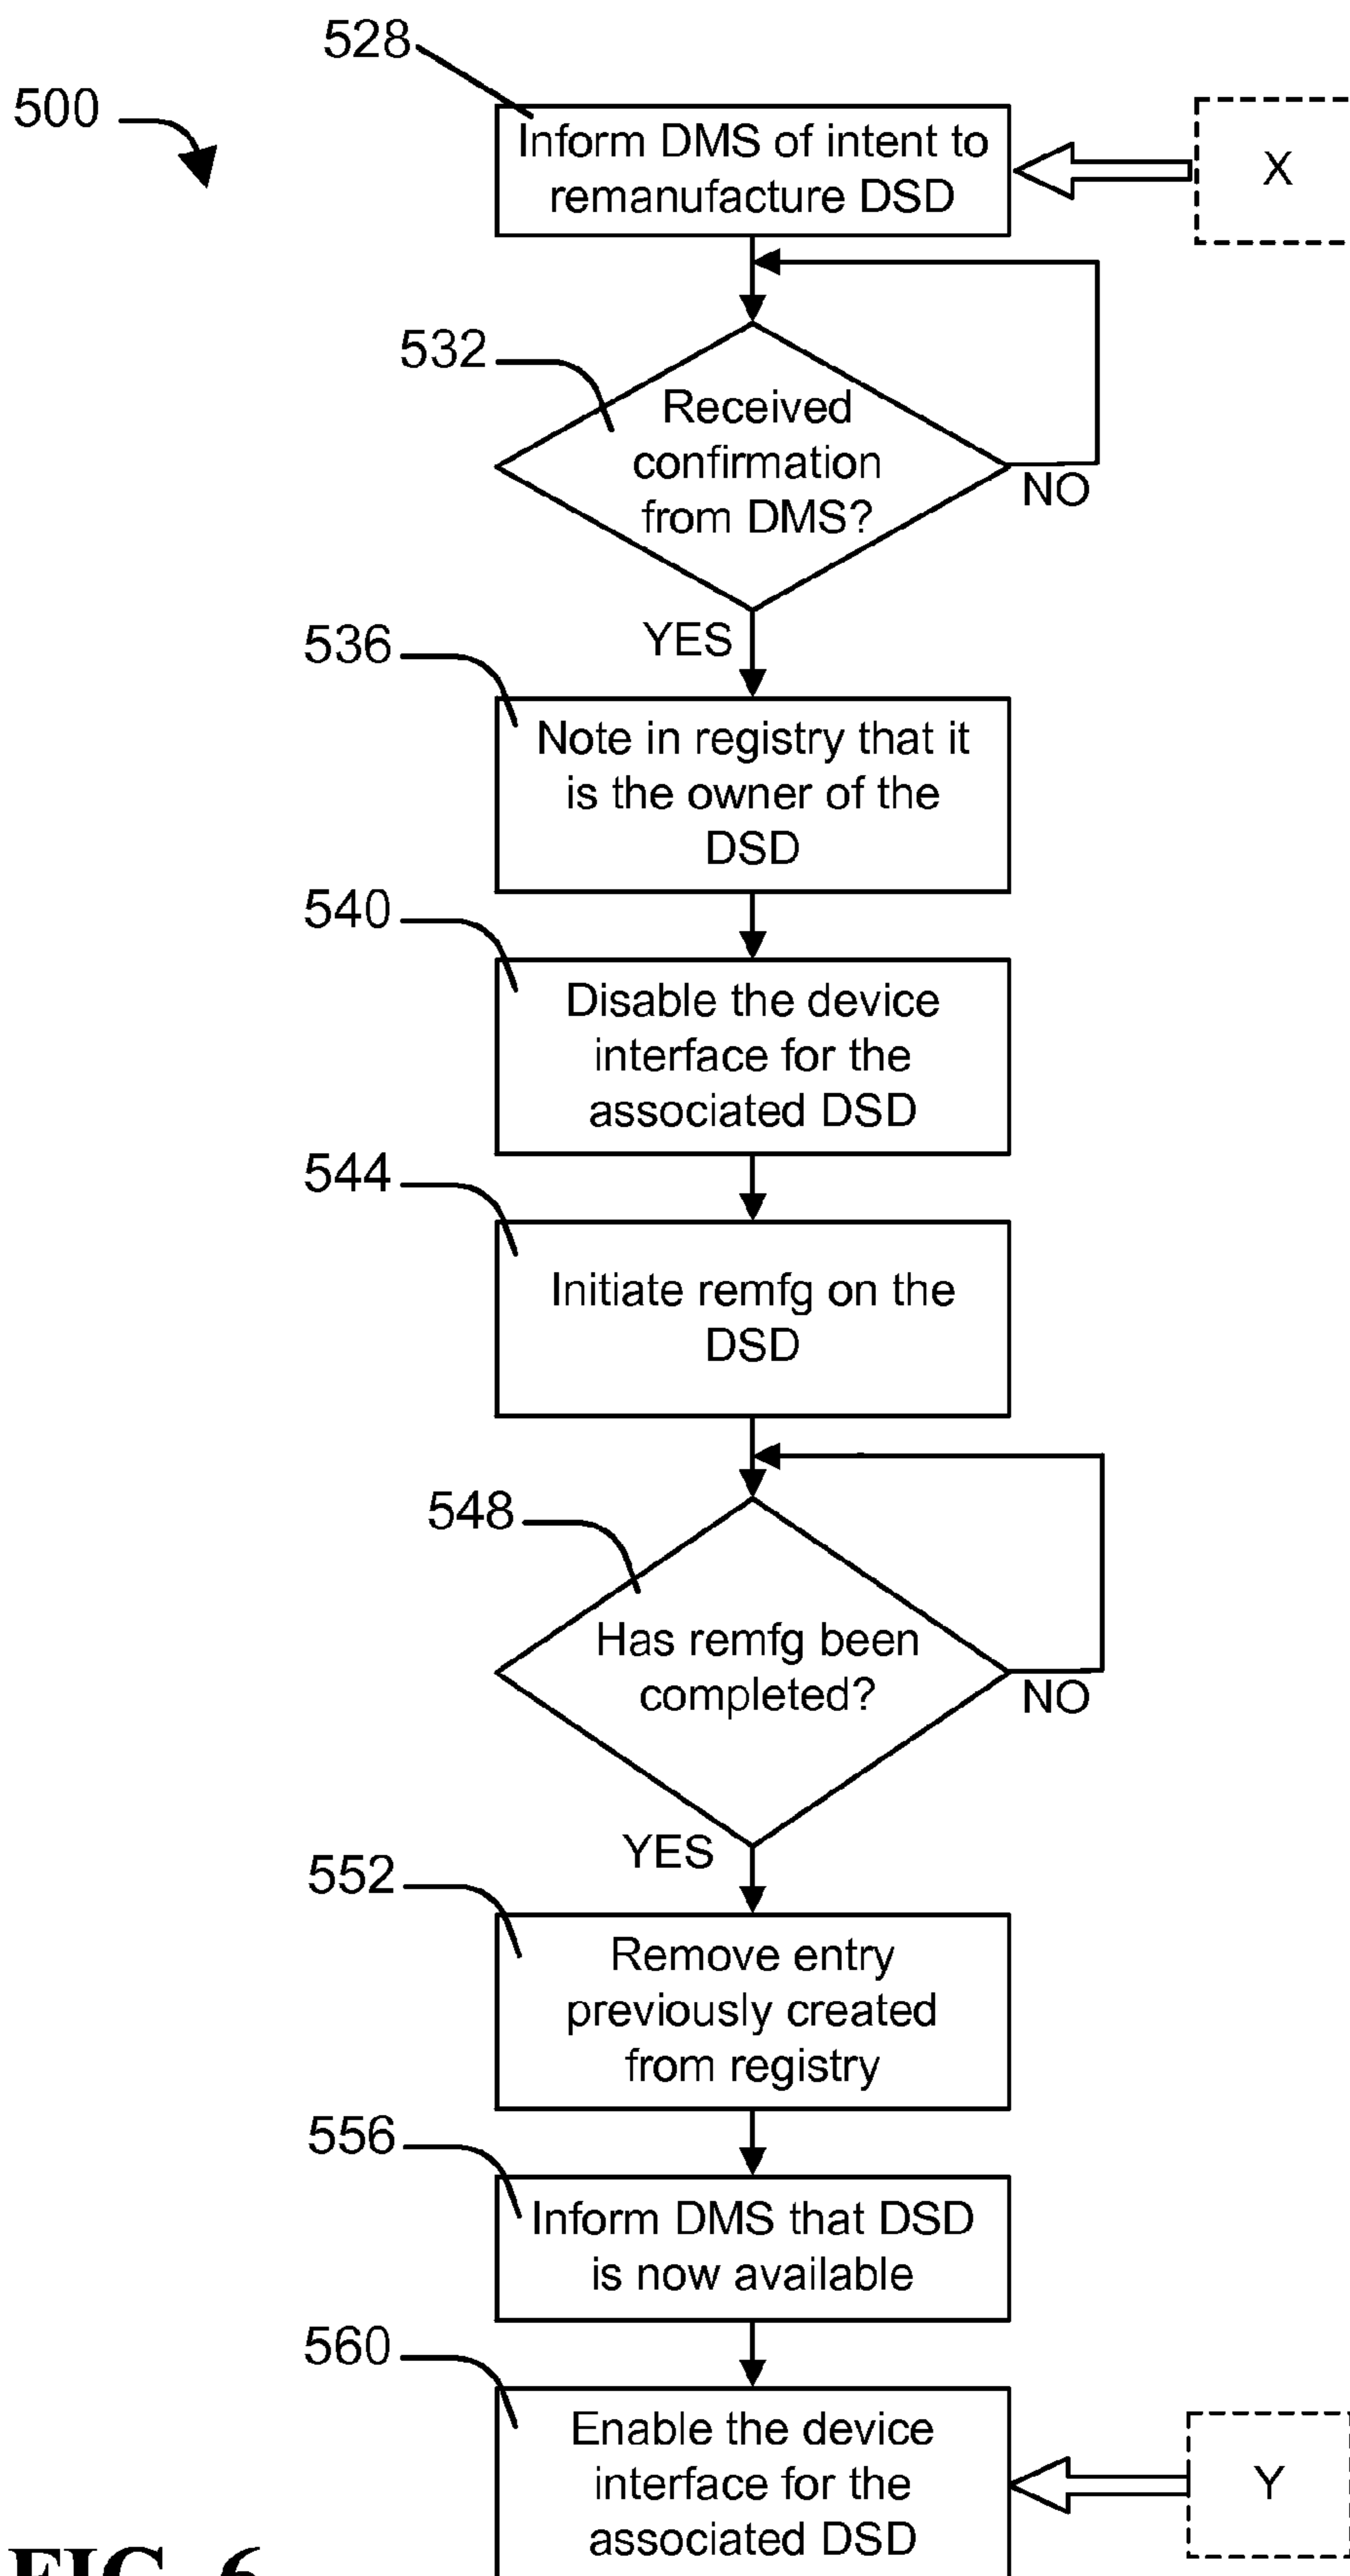 528
500
Inform DMS of intent to
remanufacture DSD
X
532
Received
confirmation
from DMS?
NO
YES
536
Note in registry that it
is the owner of the
DSD
540
Disable the device
interface for the
associated DSD
544
Initiate remfg on the
DSD
548
Has remfg been
completed?
NO
YES
552
Remove entry
previously created
from registry
556
Inform DMS that DSD
is now available
560
Enable the device
interface for the
associated DSD
Y
FIG. 6